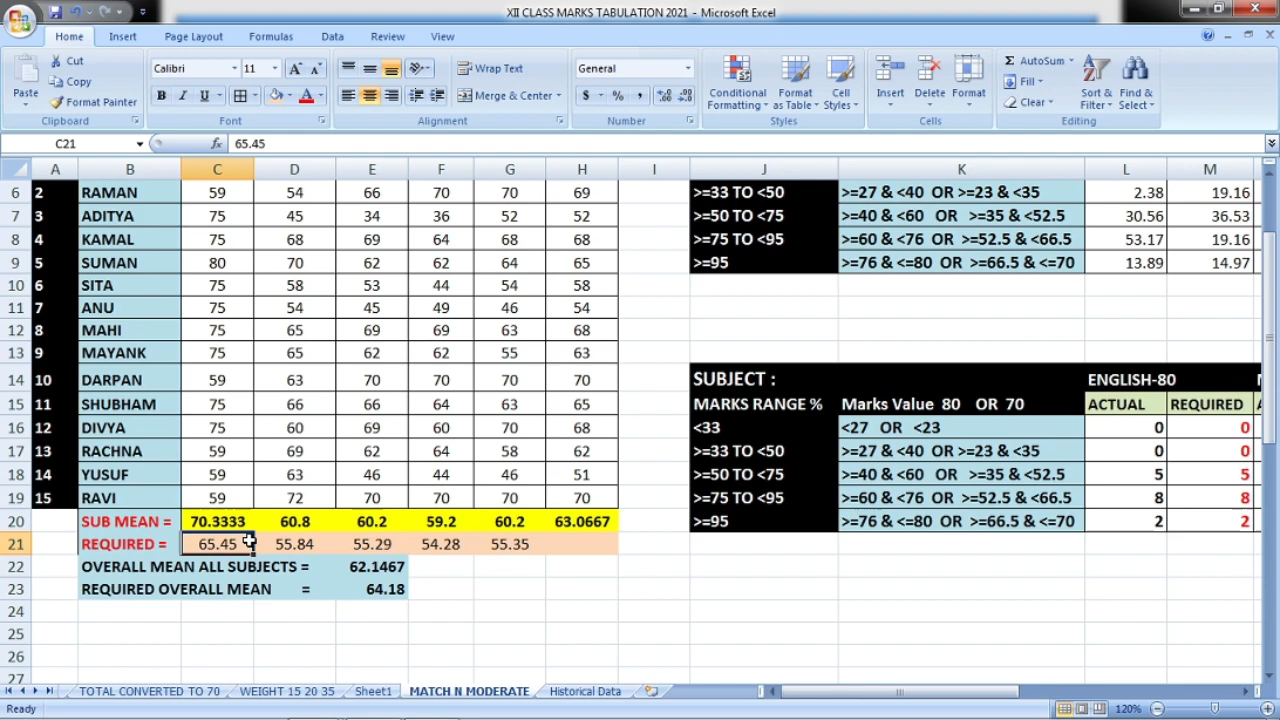 XII CLASS MARKS TABULATION 2021 - Microsoft Excel
Home Insert Page Layout Formulas Data Review View
Paste Cut Copy Format Painter Clipboard
Calibri 11 B I U A A A Font
Wrap Text Merge & Center Alignment
General $ % , .0 .00 .00 .0 Number
Conditional Formatting Format as Table Cell Styles Styles
Insert Delete Format Cells
Σ AutoSum Fill Clear Sort & Filter Find & Select Editing
C21 fx 65.45
A B C D E F G H I J K L M
6 2 RAMAN 59 54 66 70 70 69 >=33 TO <50 >=27 & <40 OR >=23 & <35 2.38 19.16
7 3 ADITYA 75 45 34 36 52 52 >=50 TO <75 >=40 & <60 OR >=35 & <52.5 30.56 36.53
8 4 KAMAL 75 68 69 64 68 68 >=75 TO <95 >=60 & <76 OR >=52.5 & <66.5 53.17 19.16
9 5 SUMAN 80 70 62 62 64 65 >=95 >=76 & <=80 OR >=66.5 & <=70 13.89 14.97
10 6 SITA 75 58 53 44 54 58
11 7 ANU 75 54 45 49 46 54
12 8 MAHI 75 65 69 69 63 68
13 9 MAYANK 75 65 62 62 55 63
14 10 DARPAN 59 63 70 70 70 70 SUBJECT : ENGLISH-80
15 11 SHUBHAM 75 66 66 64 63 65 MARKS RANGE % Marks Value 80 OR 70 ACTUAL REQUIRED
16 12 DIVYA 75 60 69 70 70 68 <33 <27 OR <23 0 0
17 13 RACHNA 59 69 62 64 58 62 >=33 TO <50 >=27 & <40 OR >=23 & <35 0 0
18 14 YUSUF 59 63 46 44 46 51 >=50 TO <75 >=40 & <60 OR >=35 & <52.5 5 5
19 15 RAVI 59 72 70 70 70 70 >=75 TO <95 >=60 & <76 OR >=52.5 & <66.5 8 8
20 SUB MEAN = 70.3333 60.8 60.2 59.2 60.2 63.0667 >=95 >=76 & <=80 OR >=66.5 & <=70 2 2
21 REQUIRED = 65.45 55.84 55.29 54.28 55.35
22 OVERALL MEAN ALL SUBJECTS = 62.1467
23 REQUIRED OVERALL MEAN = 64.18
24
25
26
27
TOTAL CONVERTED TO 70 WEIGHT 15 20 35 Sheet1 MATCH N MODERATE Historical Data
Ready 120%